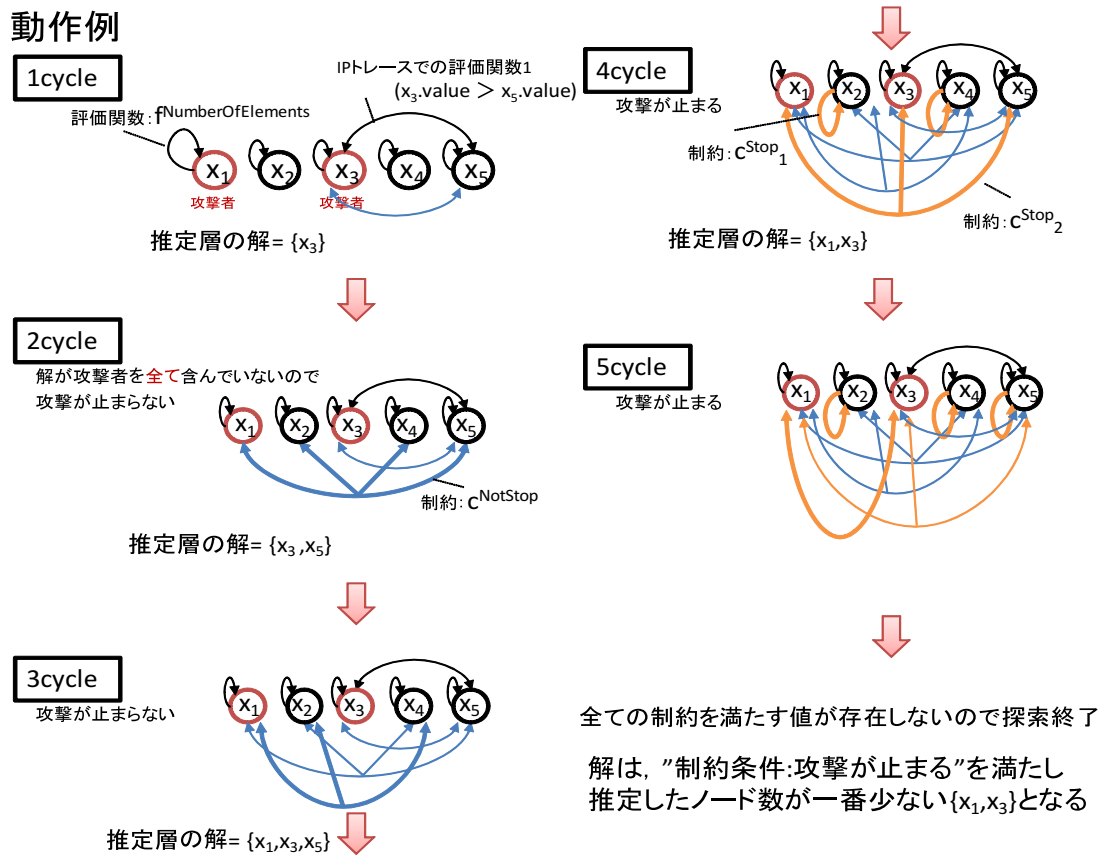 動作例
1cycle
IPトレースでの評価関数1
(x3.value ＞ x5.value)
評価関数：fNumberOfElements
x1 x2 x3 x4 x5
攻撃者 攻撃者
推定層の解= {x3}
2cycle
解が攻撃者を全て含んでいないので
攻撃が止まらない
x1 x2 x3 x4 x5
制約：cNotStop
推定層の解= {x3 ,x5}
3cycle
攻撃が止まらない
x1 x2 x3 x4 x5
推定層の解= {x1,x3,x5}
4cycle
攻撃が止まる
x1 x2 x3 x4 x5
制約：cStop1
制約：cStop2
推定層の解= {x1,x3}
5cycle
攻撃が止まる
x1 x2 x3 x4 x5
全ての制約を満たす値が存在しないので探索終了
解は，”制約条件:攻撃が止まる”を満たし
推定したノード数が一番少ない{x1,x3}となる